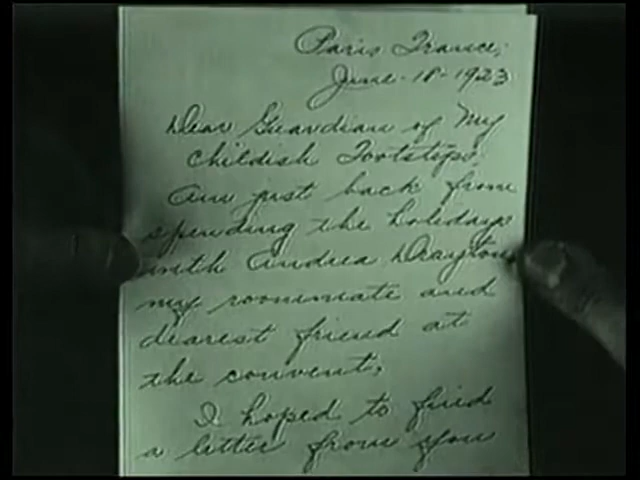 Paris France,
June-18-1923
Dear Guardian of My
Childish Footsteps:
Am just back from
spending the holidays
with Andrea Drayton
my roommate and
dearest friend at
the convent,
I hoped to find
a letter from you